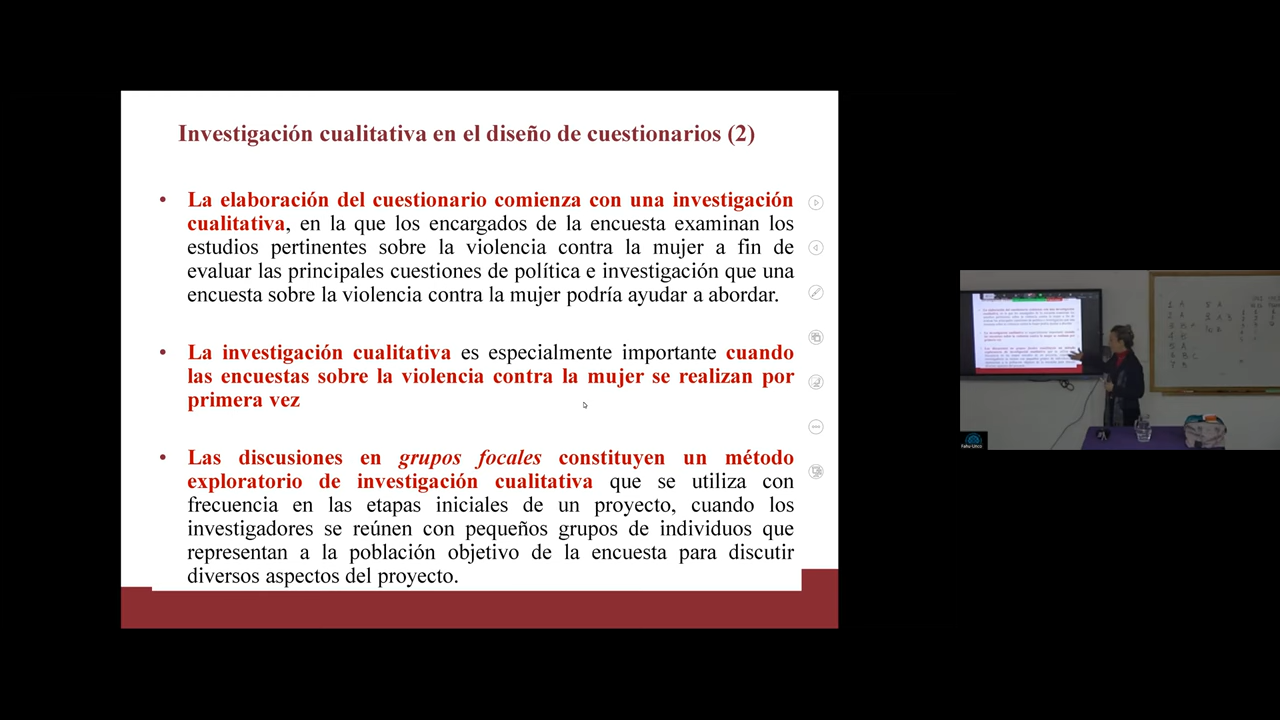 Investigación cualitativa en el diseño de cuestionarios (2)
• La elaboración del cuestionario comienza con una investigación
cualitativa, en la que los encargados de la encuesta examinan los
estudios pertinentes sobre la violencia contra la mujer a fin de
evaluar las principales cuestiones de política e investigación que una
encuesta sobre la violencia contra la mujer podría ayudar a abordar.
• La investigación cualitativa es especialmente importante cuando
las encuestas sobre la violencia contra la mujer se realizan por
primera vez
• Las discusiones en grupos focales constituyen un método
exploratorio de investigación cualitativa que se utiliza con
frecuencia en las etapas iniciales de un proyecto, cuando los
investigadores se reúnen con pequeños grupos de individuos que
representan a la población objetivo de la encuesta para discutir
diversos aspectos del proyecto.